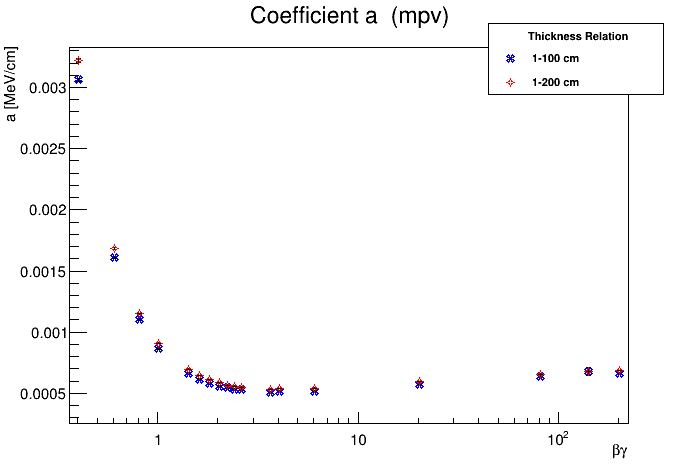 Coefficient a (mpv)
Thickness Relation
1-100 cm
1-200 cm
a [MeV/cm]
0.003
0.0025
0.002
0.0015
0.001
0.0005
1 10 10²
βγ